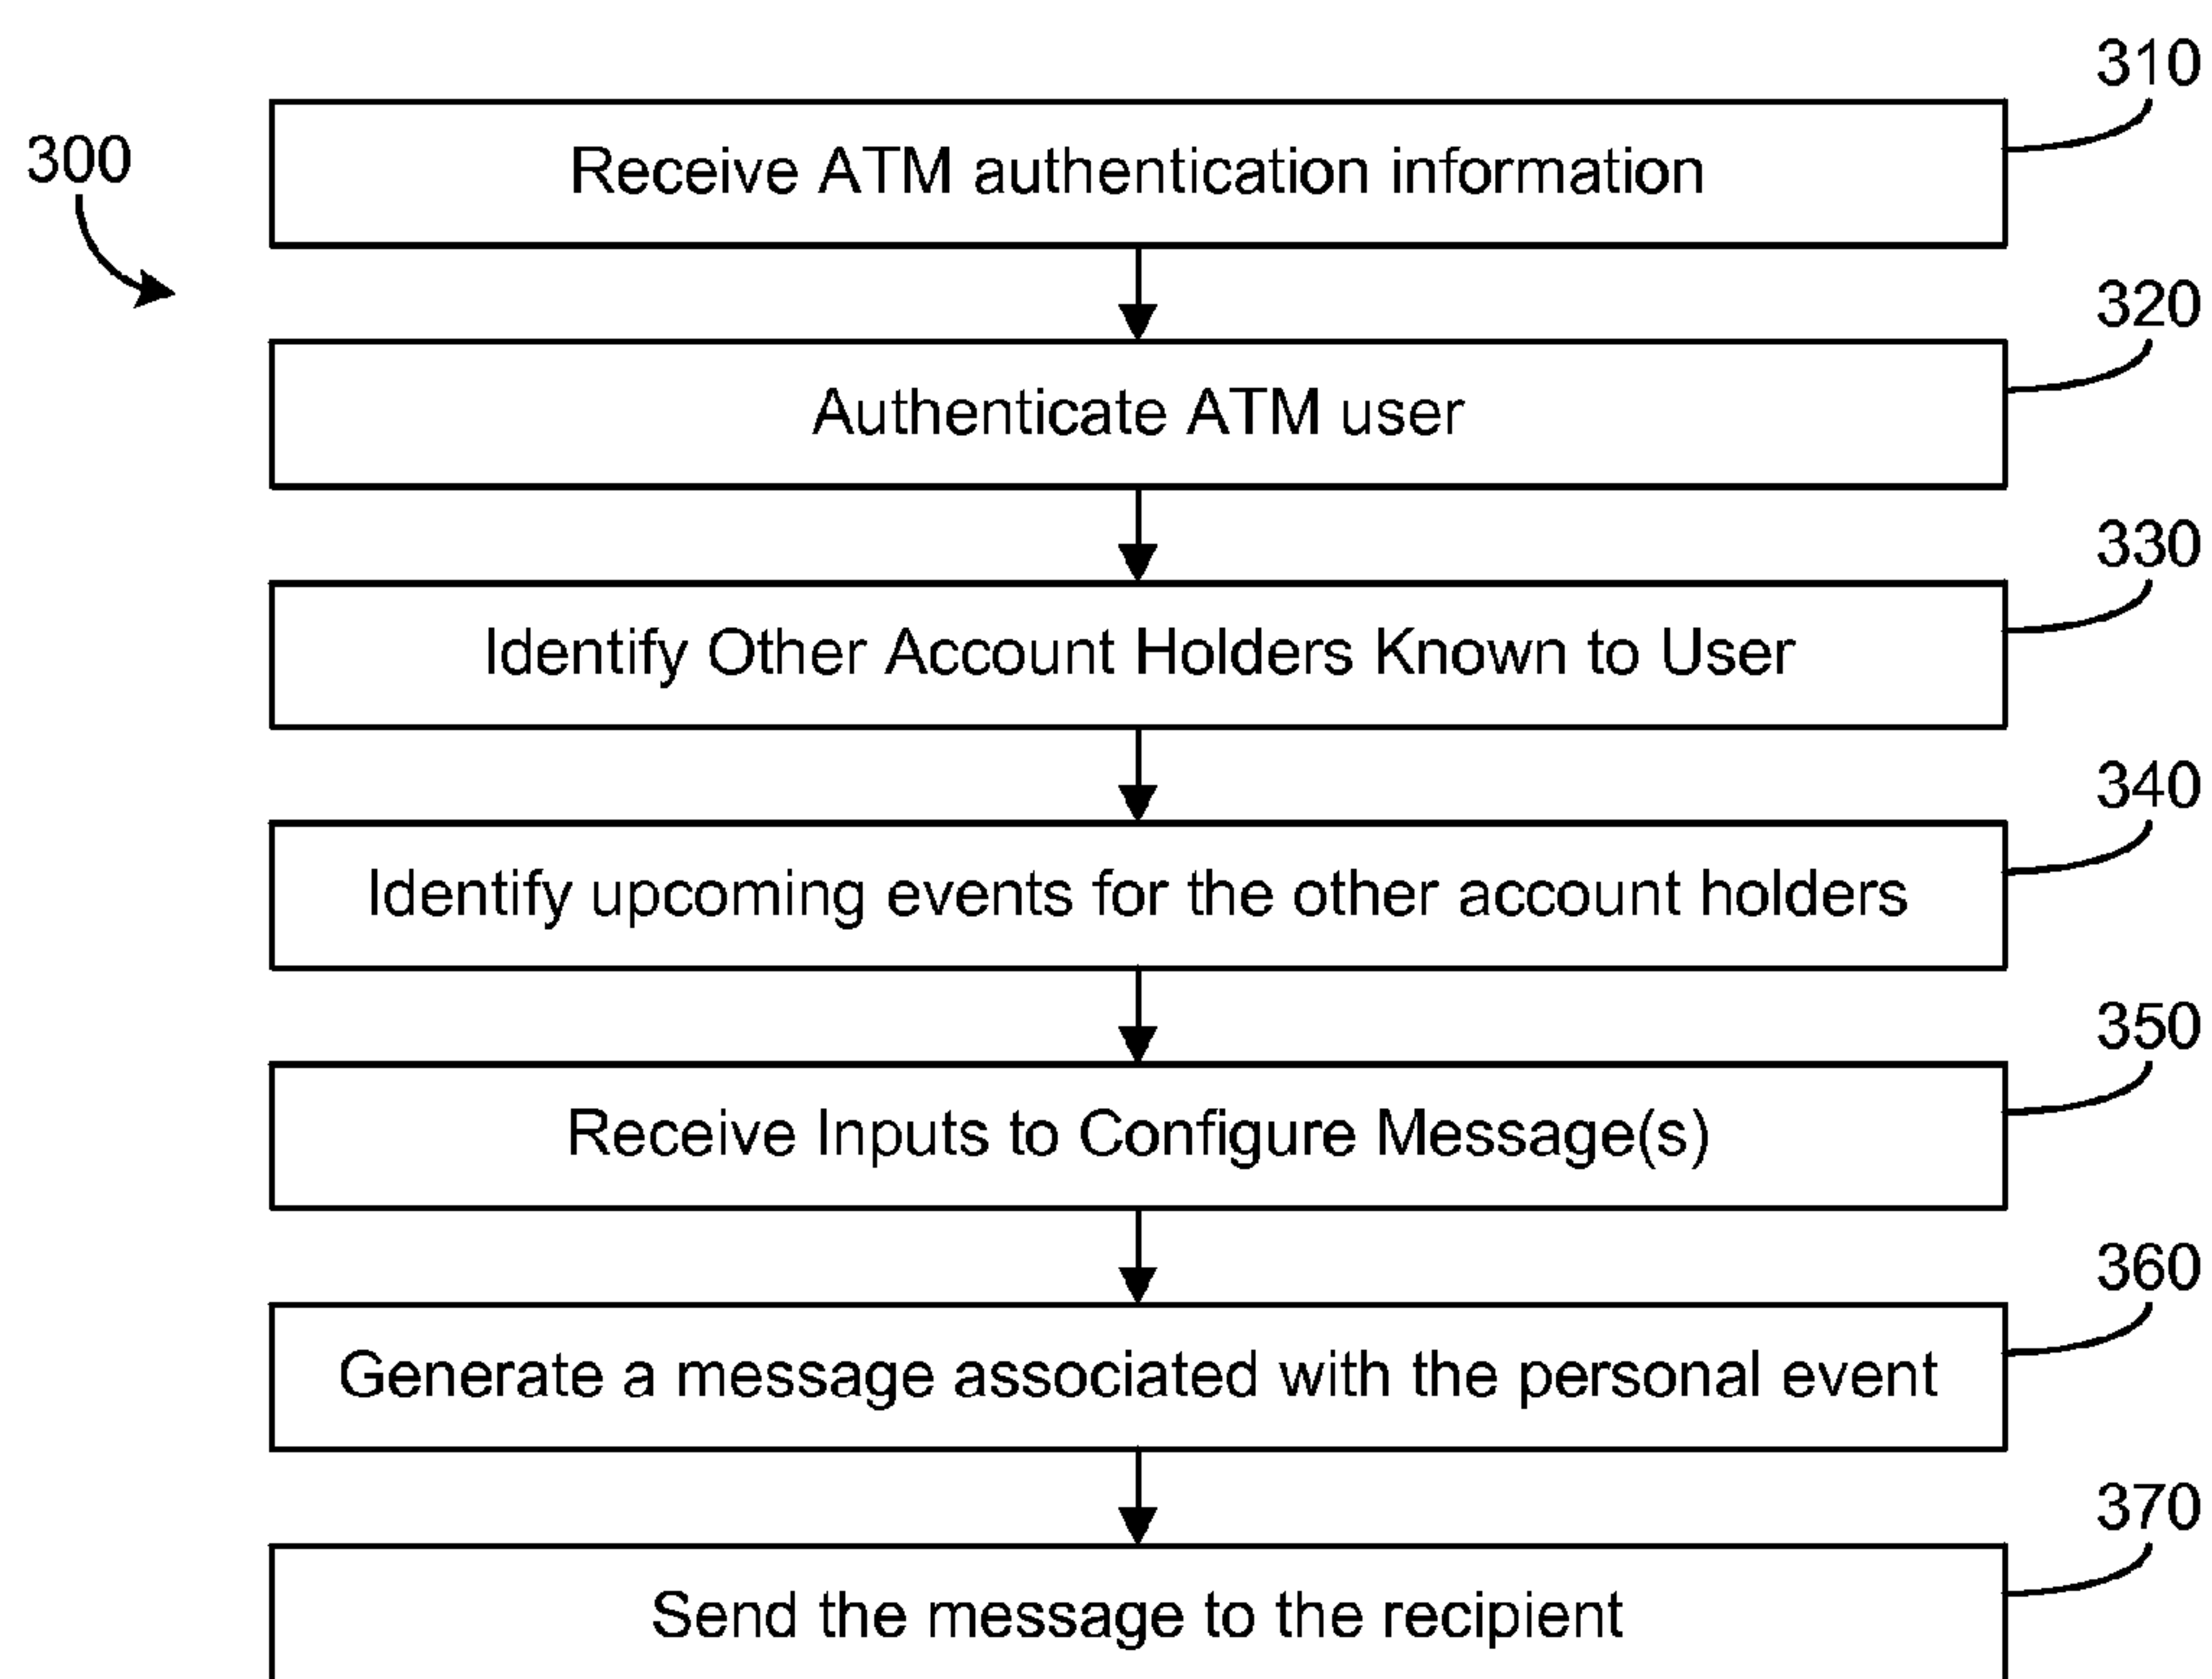 310
300
Receive ATM authentication information
320
Authenticate ATM user
330
Identify Other Account Holders Known to User
340
Identify upcoming events for the other account holders
350
Receive Inputs to Configure Message(s)
360
Generate a message associated with the personal event
370
Send the message to the recipient